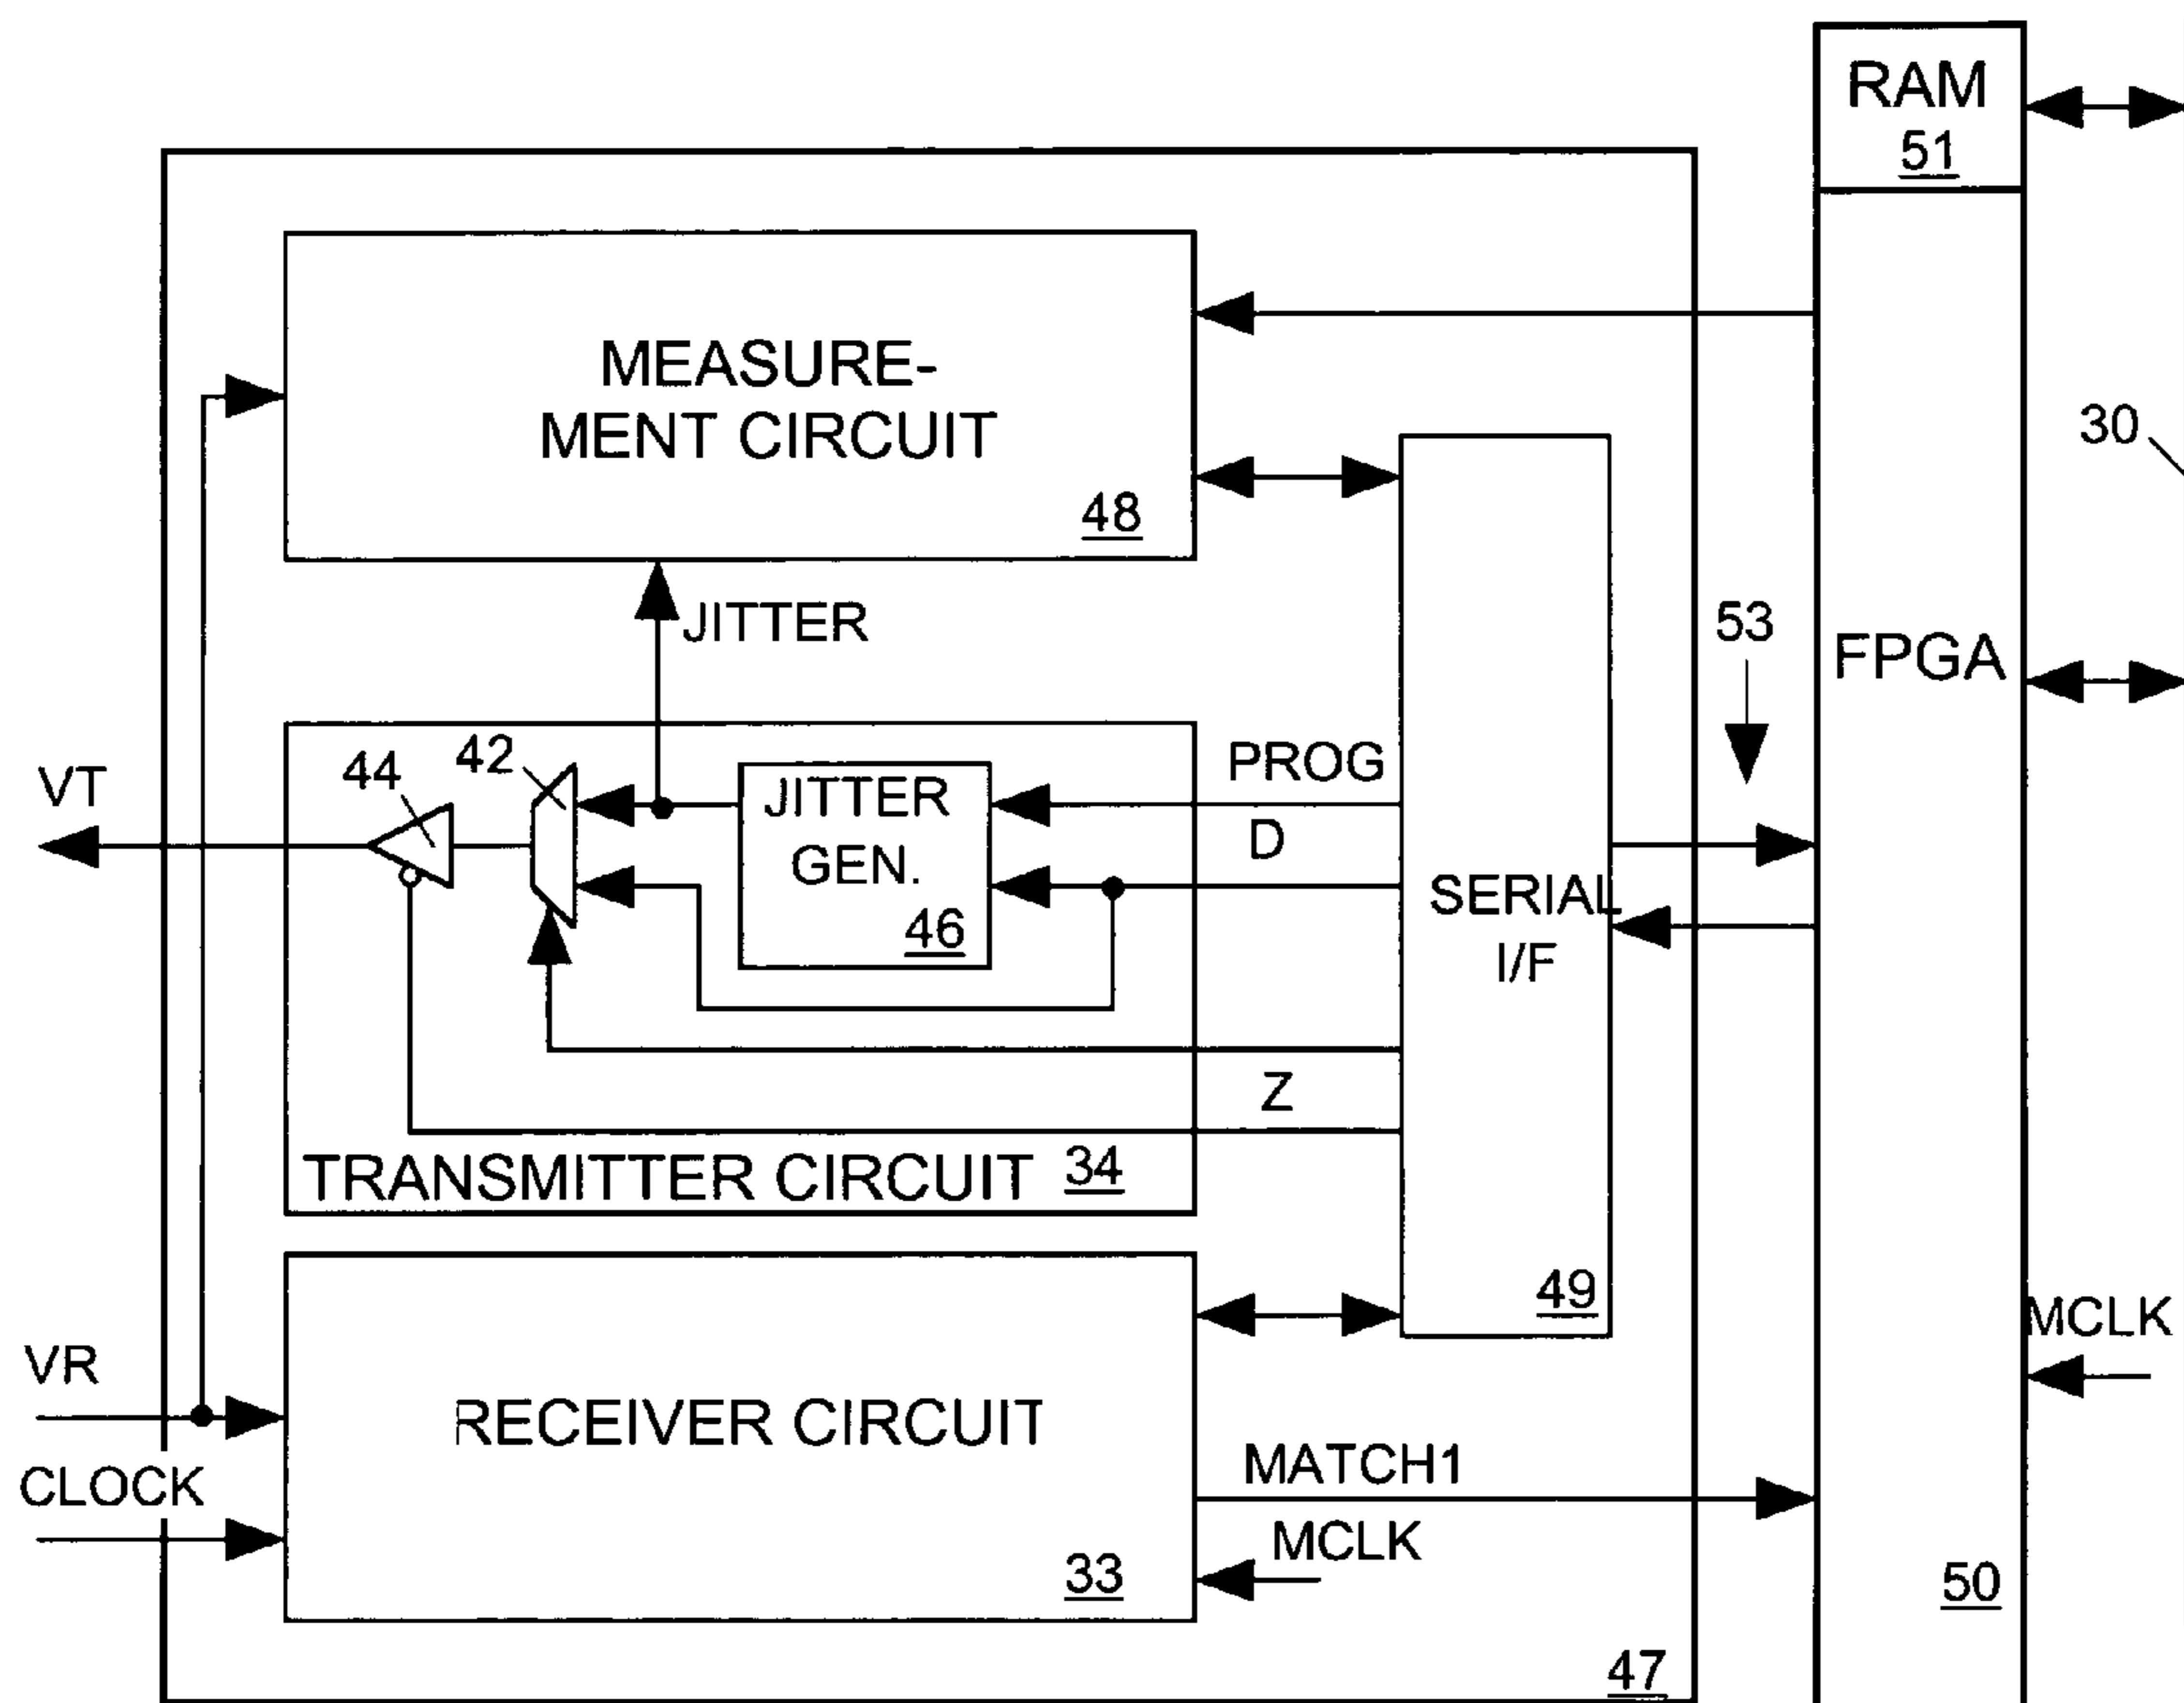 RAM
51
MEASURE-
MENT CIRCUIT
48
30
JITTER
53
FPGA
VT
44
42
JITTER
GEN.
46
PROG
D
SERIAL
I/F
Z
TRANSMITTER CIRCUIT 34
49
MCLK
VR
RECEIVER CIRCUIT
CLOCK
MATCH1
MCLK
33
50
47